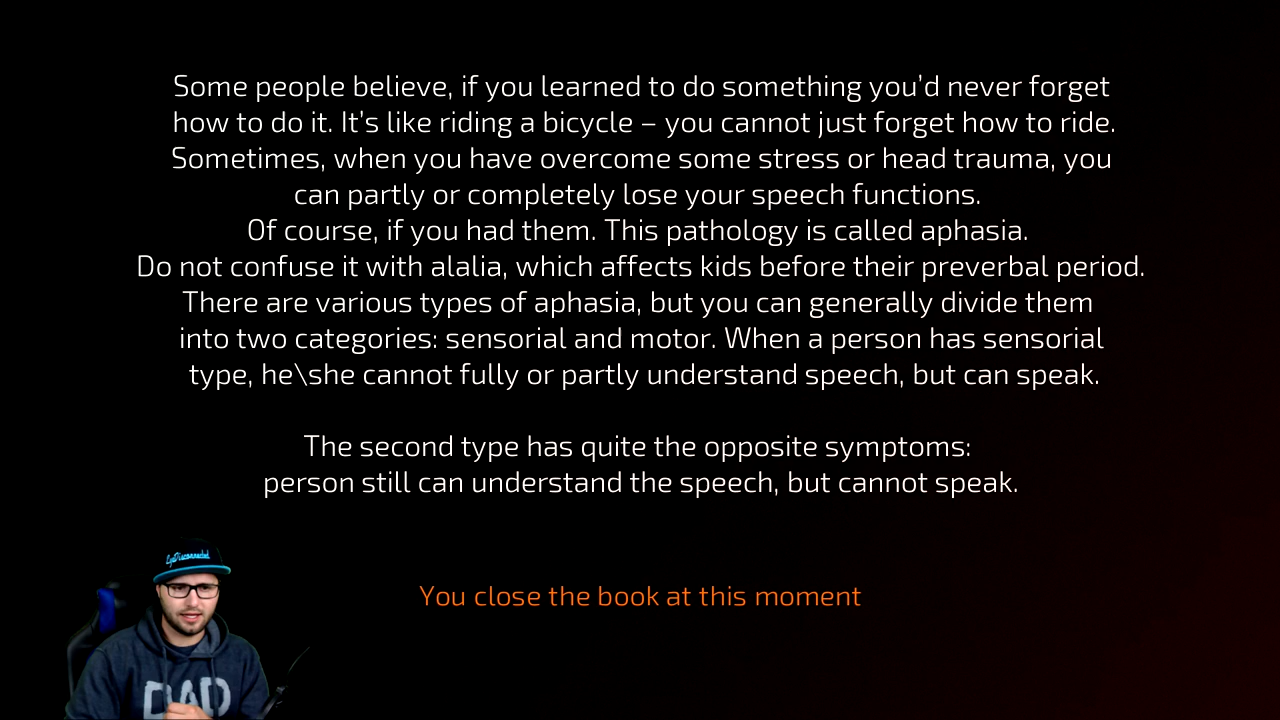 Some people believe, if you learned to do something you'd never forget
how to do it. It's like riding a bicycle – you cannot just forget how to ride.
Sometimes, when you have overcome some stress or head trauma, you
can partly or completely lose your speech functions.
Of course, if you had them. This pathology is called aphasia.
Do not confuse it with alalia, which affects kids before their preverbal period.
There are various types of aphasia, but you can generally divide them
into two categories: sensorial and motor. When a person has sensorial
type, he\she cannot fully or partly understand speech, but can speak.
The second type has quite the opposite symptoms:
person still can understand the speech, but cannot speak.
You close the book at this moment
DAD